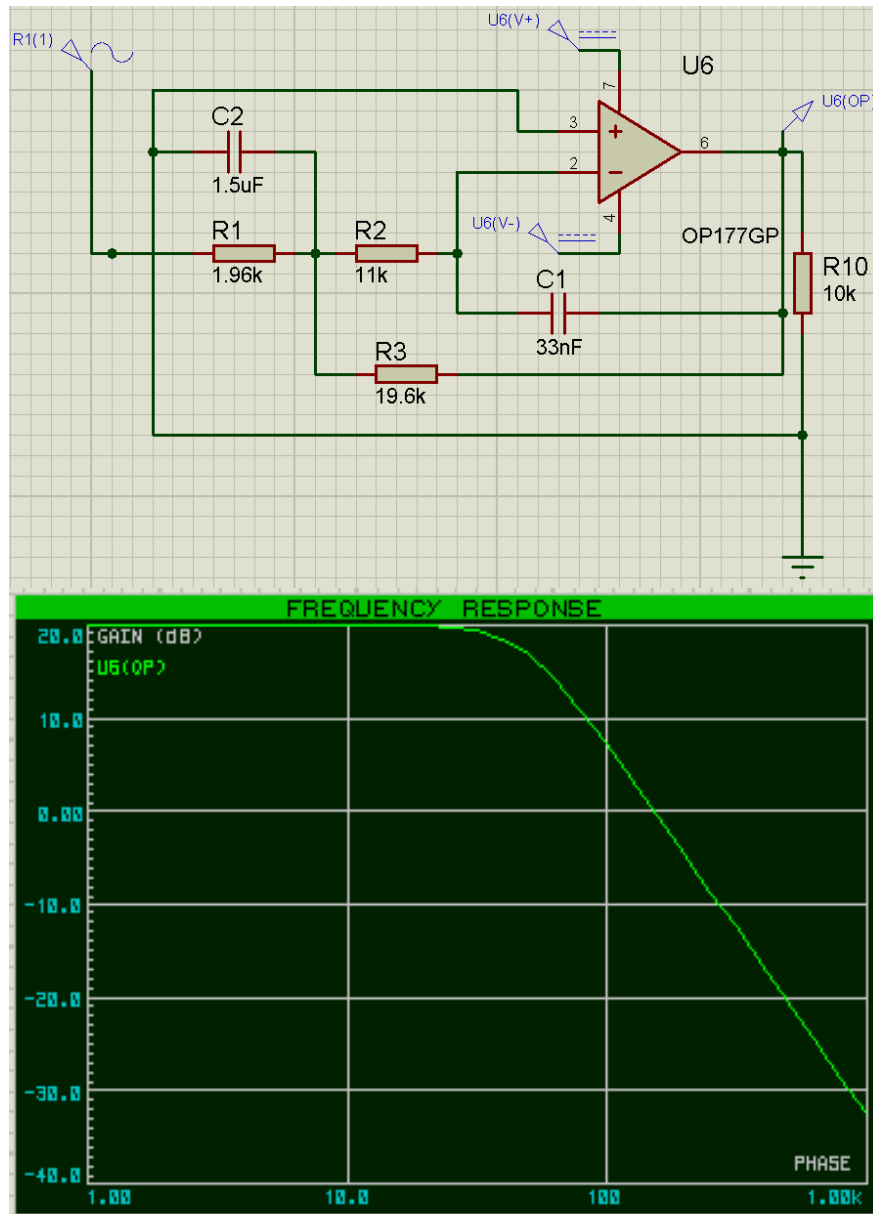 U6(V+)
R1(1)
U6
7
U6(OP)
C2
3
+
6
1.5uF
2
−
4
U6(V-)
OP177GP
R1
R2
R10
1.96k
11k
C1
10k
33nF
R3
19.6k
FREQUENCY RESPONSE
20.0
GAIN (dB)
U6(OP)
10.0
0.00
-10.0
-20.0
-30.0
PHASE
-40.0
1.00
10.0
100
1.00k